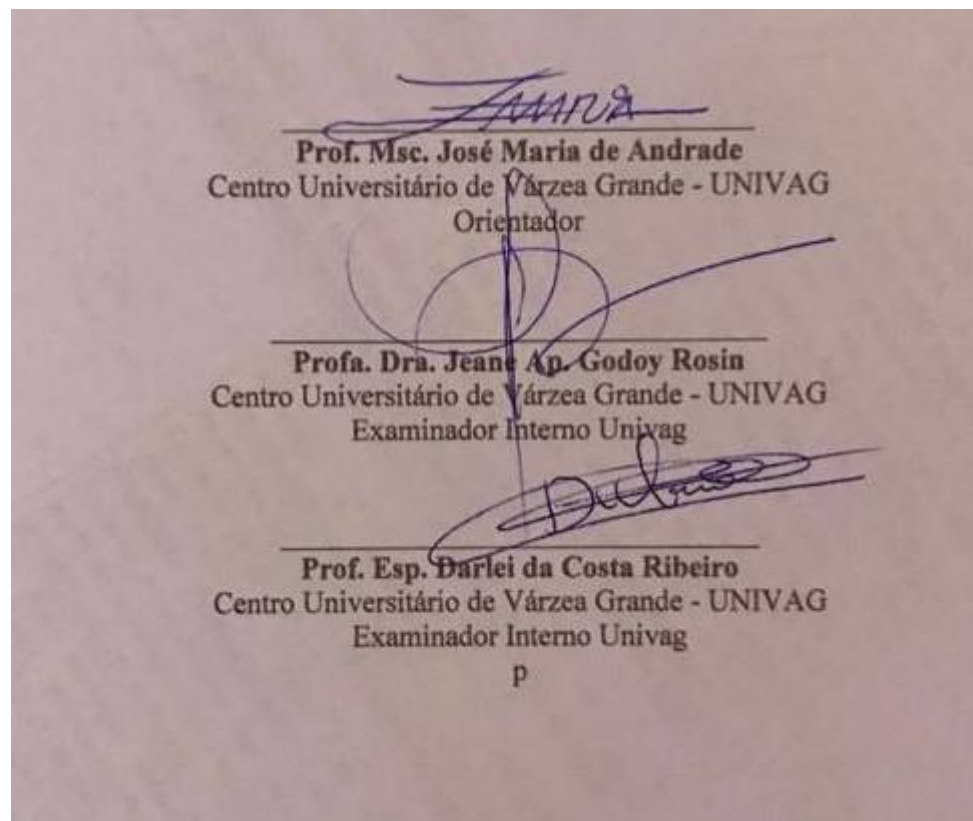 Prof. Msc. José Maria de Andrade
Centro Universitário de Várzea Grande - UNIVAG
Orientador
Profa. Dra. Jeane Ap. Godoy Rosin
Centro Universitário de Várzea Grande - UNIVAG
Examinador Interno Univag
Prof. Esp. Darlei da Costa Ribeiro
Centro Universitário de Várzea Grande - UNIVAG
Examinador Interno Univag
p